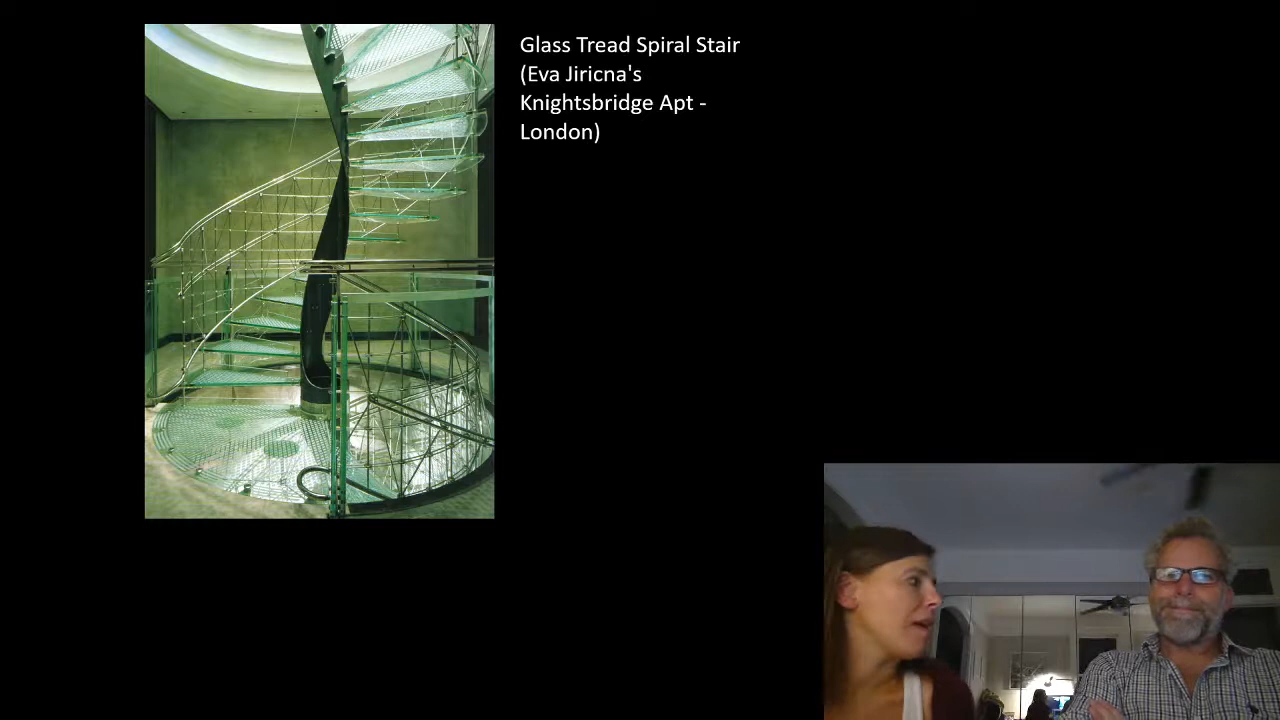 Glass Tread Spiral Stair
(Eva Jiricna's
Knightsbridge Apt -
London)